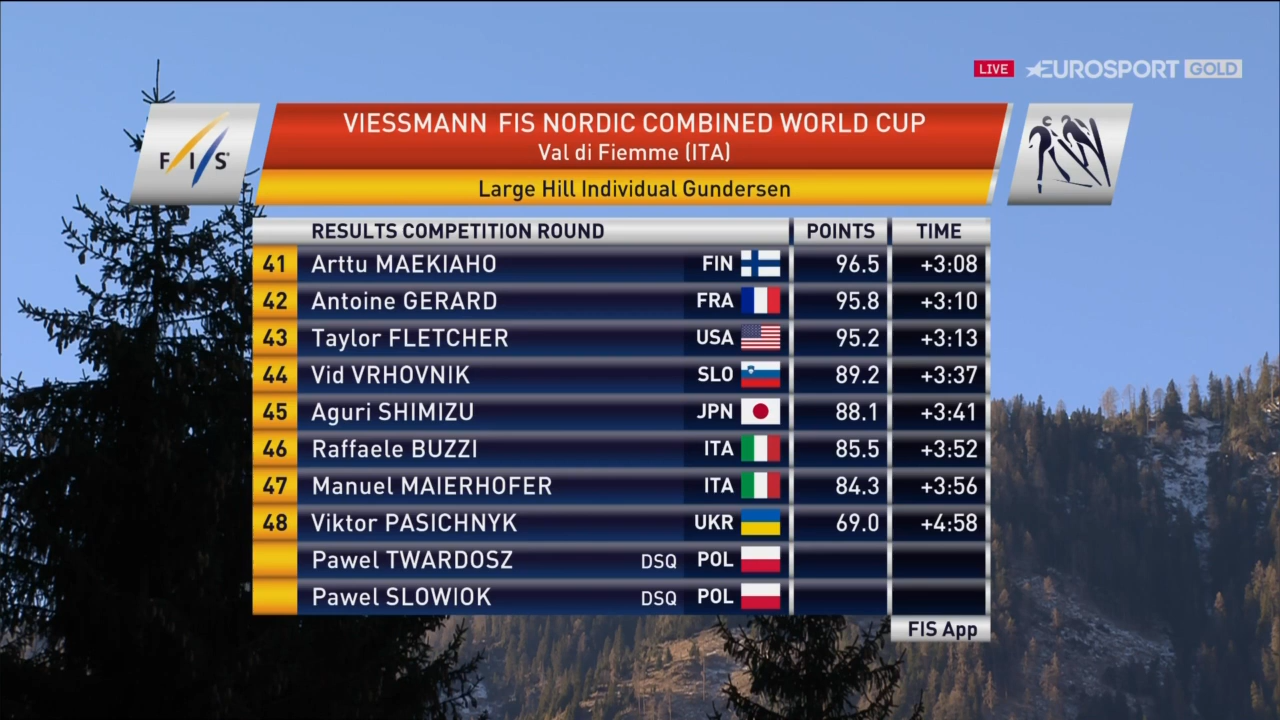 LIVE EUROSPORT GOLD
FIS
VIESSMANN FIS NORDIC COMBINED WORLD CUP
Val di Fiemme (ITA)
Large Hill Individual Gundersen
RESULTS COMPETITION ROUND POINTS TIME
41 Arttu MAEKIAHO FIN 96.5 +3:08
42 Antoine GERARD FRA 95.8 +3:10
43 Taylor FLETCHER USA 95.2 +3:13
44 Vid VRHOVNIK SLO 89.2 +3:37
45 Aguri SHIMIZU JPN 88.1 +3:41
46 Raffaele BUZZI ITA 85.5 +3:52
47 Manuel MAIERHOFER ITA 84.3 +3:56
48 Viktor PASICHNYK UKR 69.0 +4:58
Pawel TWARDOSZ DSQ POL
Pawel SLOWIOK DSQ POL
FIS App